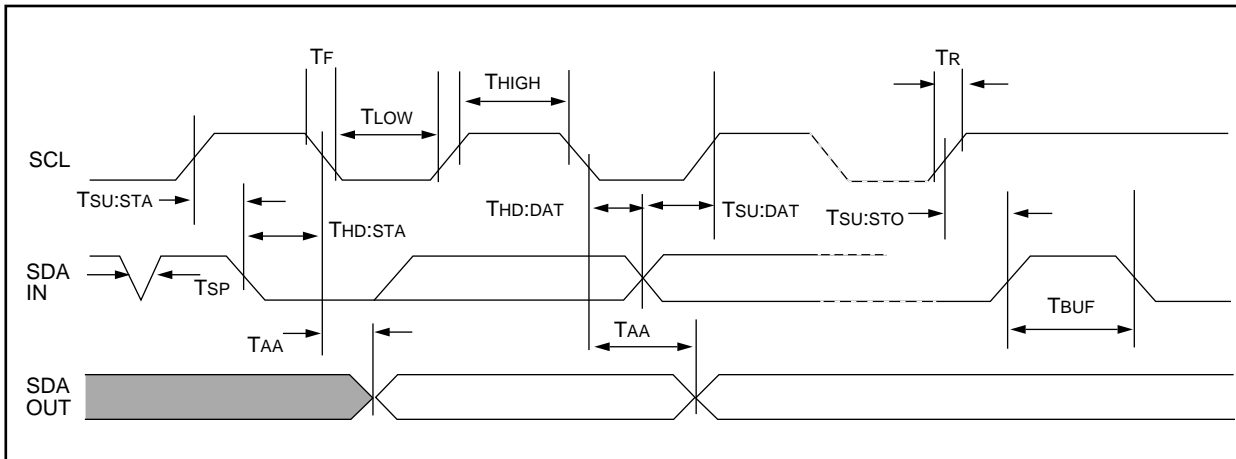 TF
THIGH
TR
TLOW
SCL
TSU:STA
THD:STA
THD:DAT
TSU:DAT
TSU:STO
SDA
IN
TSP
TBUF
TAA
TAA
SDA
OUT